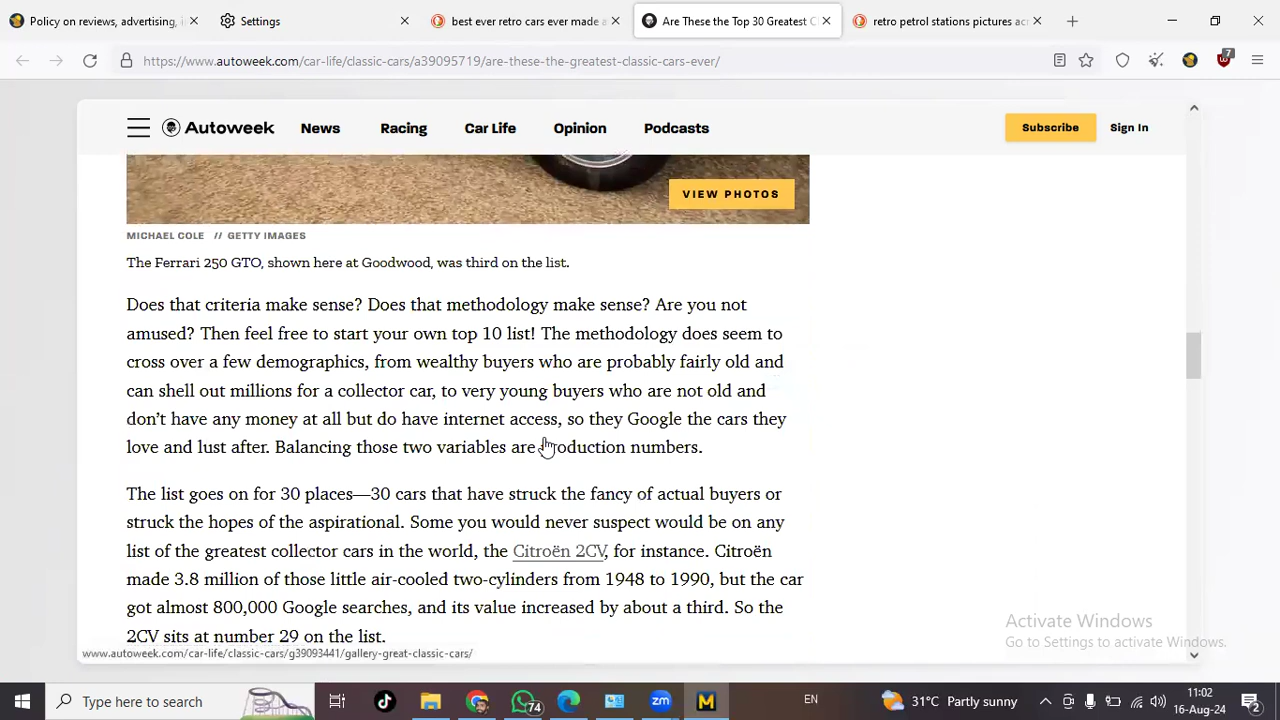 Policy on reviews, advertising, i
Settings
best ever retro cars ever made a
Are These the Top 30 Greatest C
retro petrol stations pictures acr
https://www.autoweek.com/car-life/classic-cars/a39095719/are-these-the-greatest-classic-cars-ever/
7
Autoweek
News
Racing
Car Life
Opinion
Podcasts
Subscribe
Sign In
VIEW PHOTOS
MICHAEL COLE // GETTY IMAGES
The Ferrari 250 GTO, shown here at Goodwood, was third on the list.
Does that criteria make sense? Does that methodology make sense? Are you not
amused? Then feel free to start your own top 10 list! The methodology does seem to
cross over a few demographics, from wealthy buyers who are probably fairly old and
can shell out millions for a collector car, to very young buyers who are not old and
don’t have any money at all but do have internet access, so they Google the cars they
love and lust after. Balancing those two variables are production numbers.
The list goes on for 30 places—30 cars that have struck the fancy of actual buyers or
struck the hopes of the aspirational. Some you would never suspect would be on any
list of the greatest collector cars in the world, the Citroën 2CV, for instance. Citroën
made 3.8 million of those little air-cooled two-cylinders from 1948 to 1990, but the car
got almost 800,000 Google searches, and its value increased by about a third. So the
2CV sits at number 29 on the list.
Activate Windows
Go to Settings to activate Windows.
www.autoweek.com/car-life/classic-cars/g39093441/gallery-great-classic-cars/
Type here to search
74
zm
M
31°C Partly sunny
EN
11:02
16-Aug-24
2